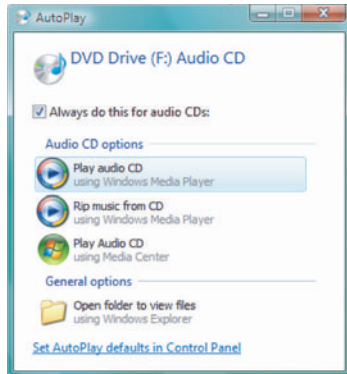 AutoPlay
DVD Drive (F:) Audio CD
Always do this for audio CDs:
Audio CD options
Play audio CD
using Windows Media Player
Rip music from CD
using Windows Media Player
Play Audio CD
using Media Center
General options
Open folder to view files
using Windows Explorer
Set AutoPlay defaults in Control Panel